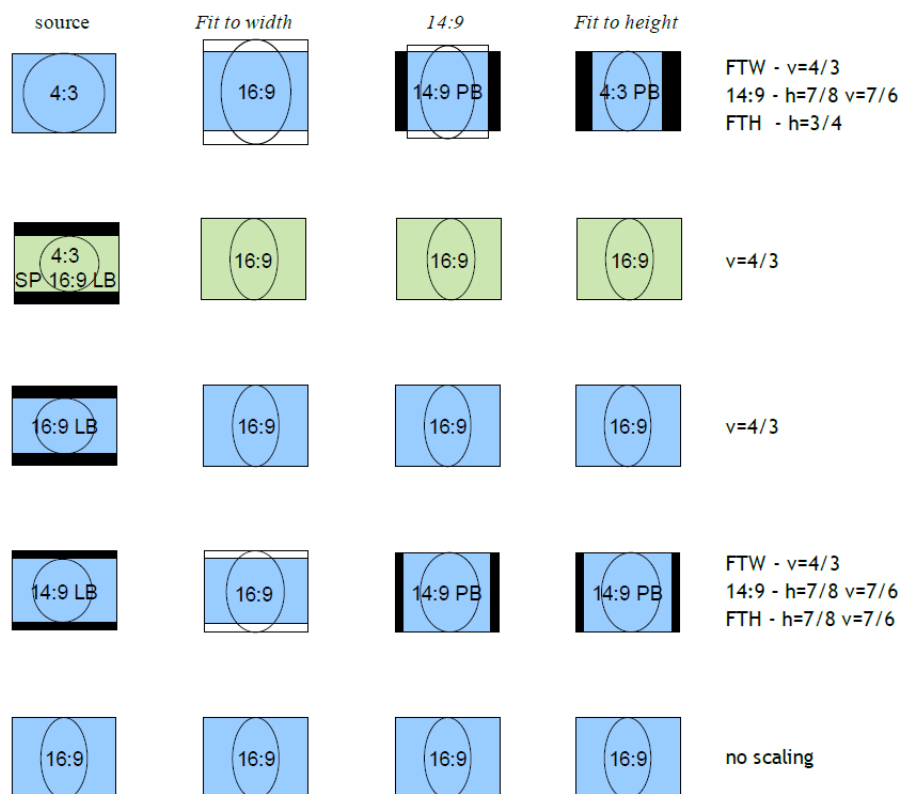 source Fit to width 14:9 Fit to height
4:3 16:9 14:9 PB 4:3 PB
FTW - v=4/3
14:9 - h=7/8 v=7/6
FTH - h=3/4
4:3
SP 16:9 LB 16:9 16:9 16:9 v=4/3
16:9 LB 16:9 16:9 16:9 v=4/3
14:9 LB 16:9 14:9 PB 14:9 PB
FTW - v=4/3
14:9 - h=7/8 v=7/6
FTH - h=7/8 v=7/6
16:9 16:9 16:9 16:9 no scaling